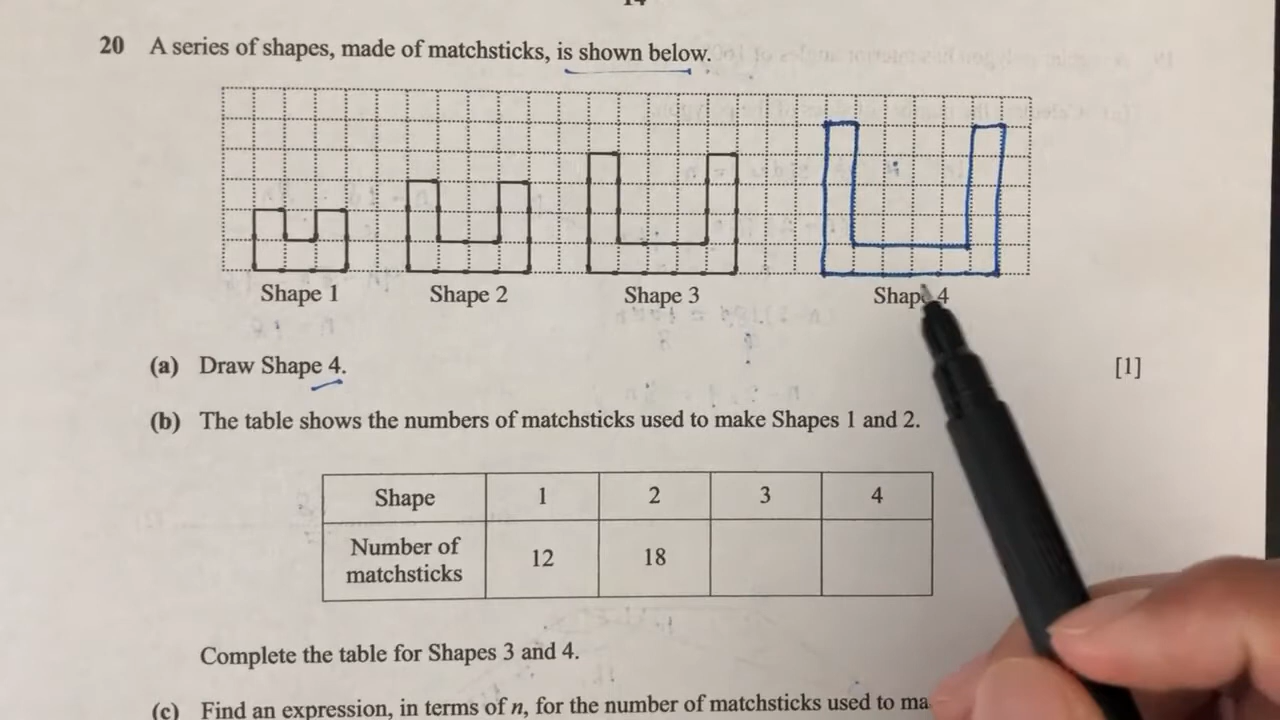 20 A series of shapes, made of matchsticks, is shown below.
Shape 1 Shape 2 Shape 3 Shape 4
(a) Draw Shape 4. [1]
(b) The table shows the numbers of matchsticks used to make Shapes 1 and 2.
Shape 1 2 3 4
Number of
matchsticks 12 18
Complete the table for Shapes 3 and 4.
(c) Find an expression, in terms of n, for the number of matchsticks used to